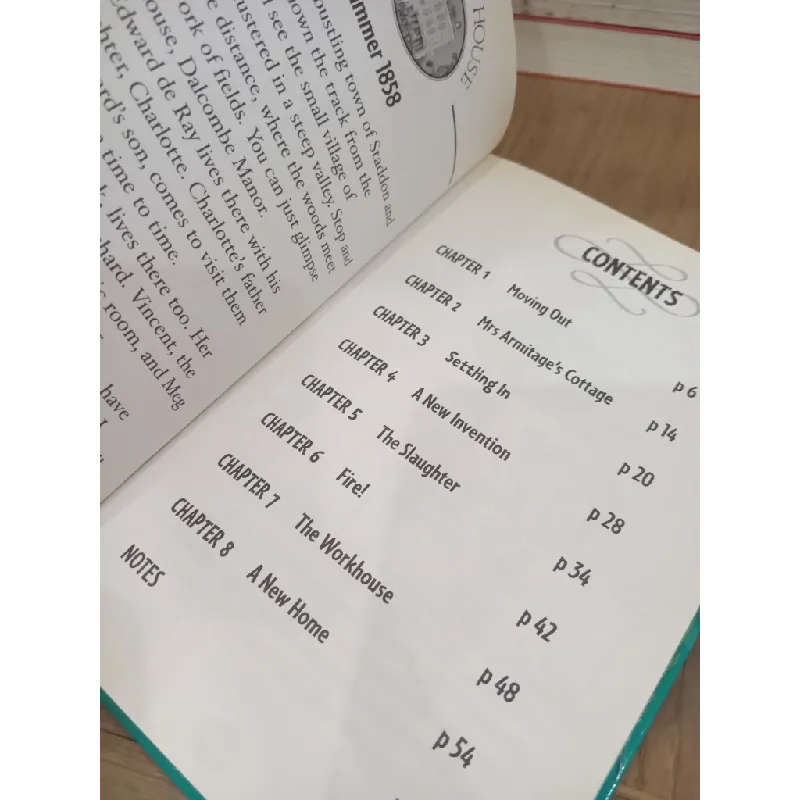 HOUSE
ummer 1858
bustling town of Staddon and
own the track from the
see the small village of
ustered in a steep valley. Stop and
e distance, where the woods meet
ork of fields. You can just glimpse
ouse, Dalcombe Manor.
Edward de Ray lives there with his
ghter, Charlotte. Charlotte's father
ard's son, comes to visit them
time to time.
lives there too. Her
hard. Vincent, the
room, and Meg
have
CONTENTS
CHAPTER 1 Moving Out p 6
CHAPTER 2 Mrs Armitage's Cottage p 14
CHAPTER 3 Settling In p 20
CHAPTER 4 A New Invention p 28
CHAPTER 5 The Slaughter p 34
CHAPTER 6 Fire! p 42
CHAPTER 7 The Workhouse p 48
CHAPTER 8 A New Home p 54
NOTES